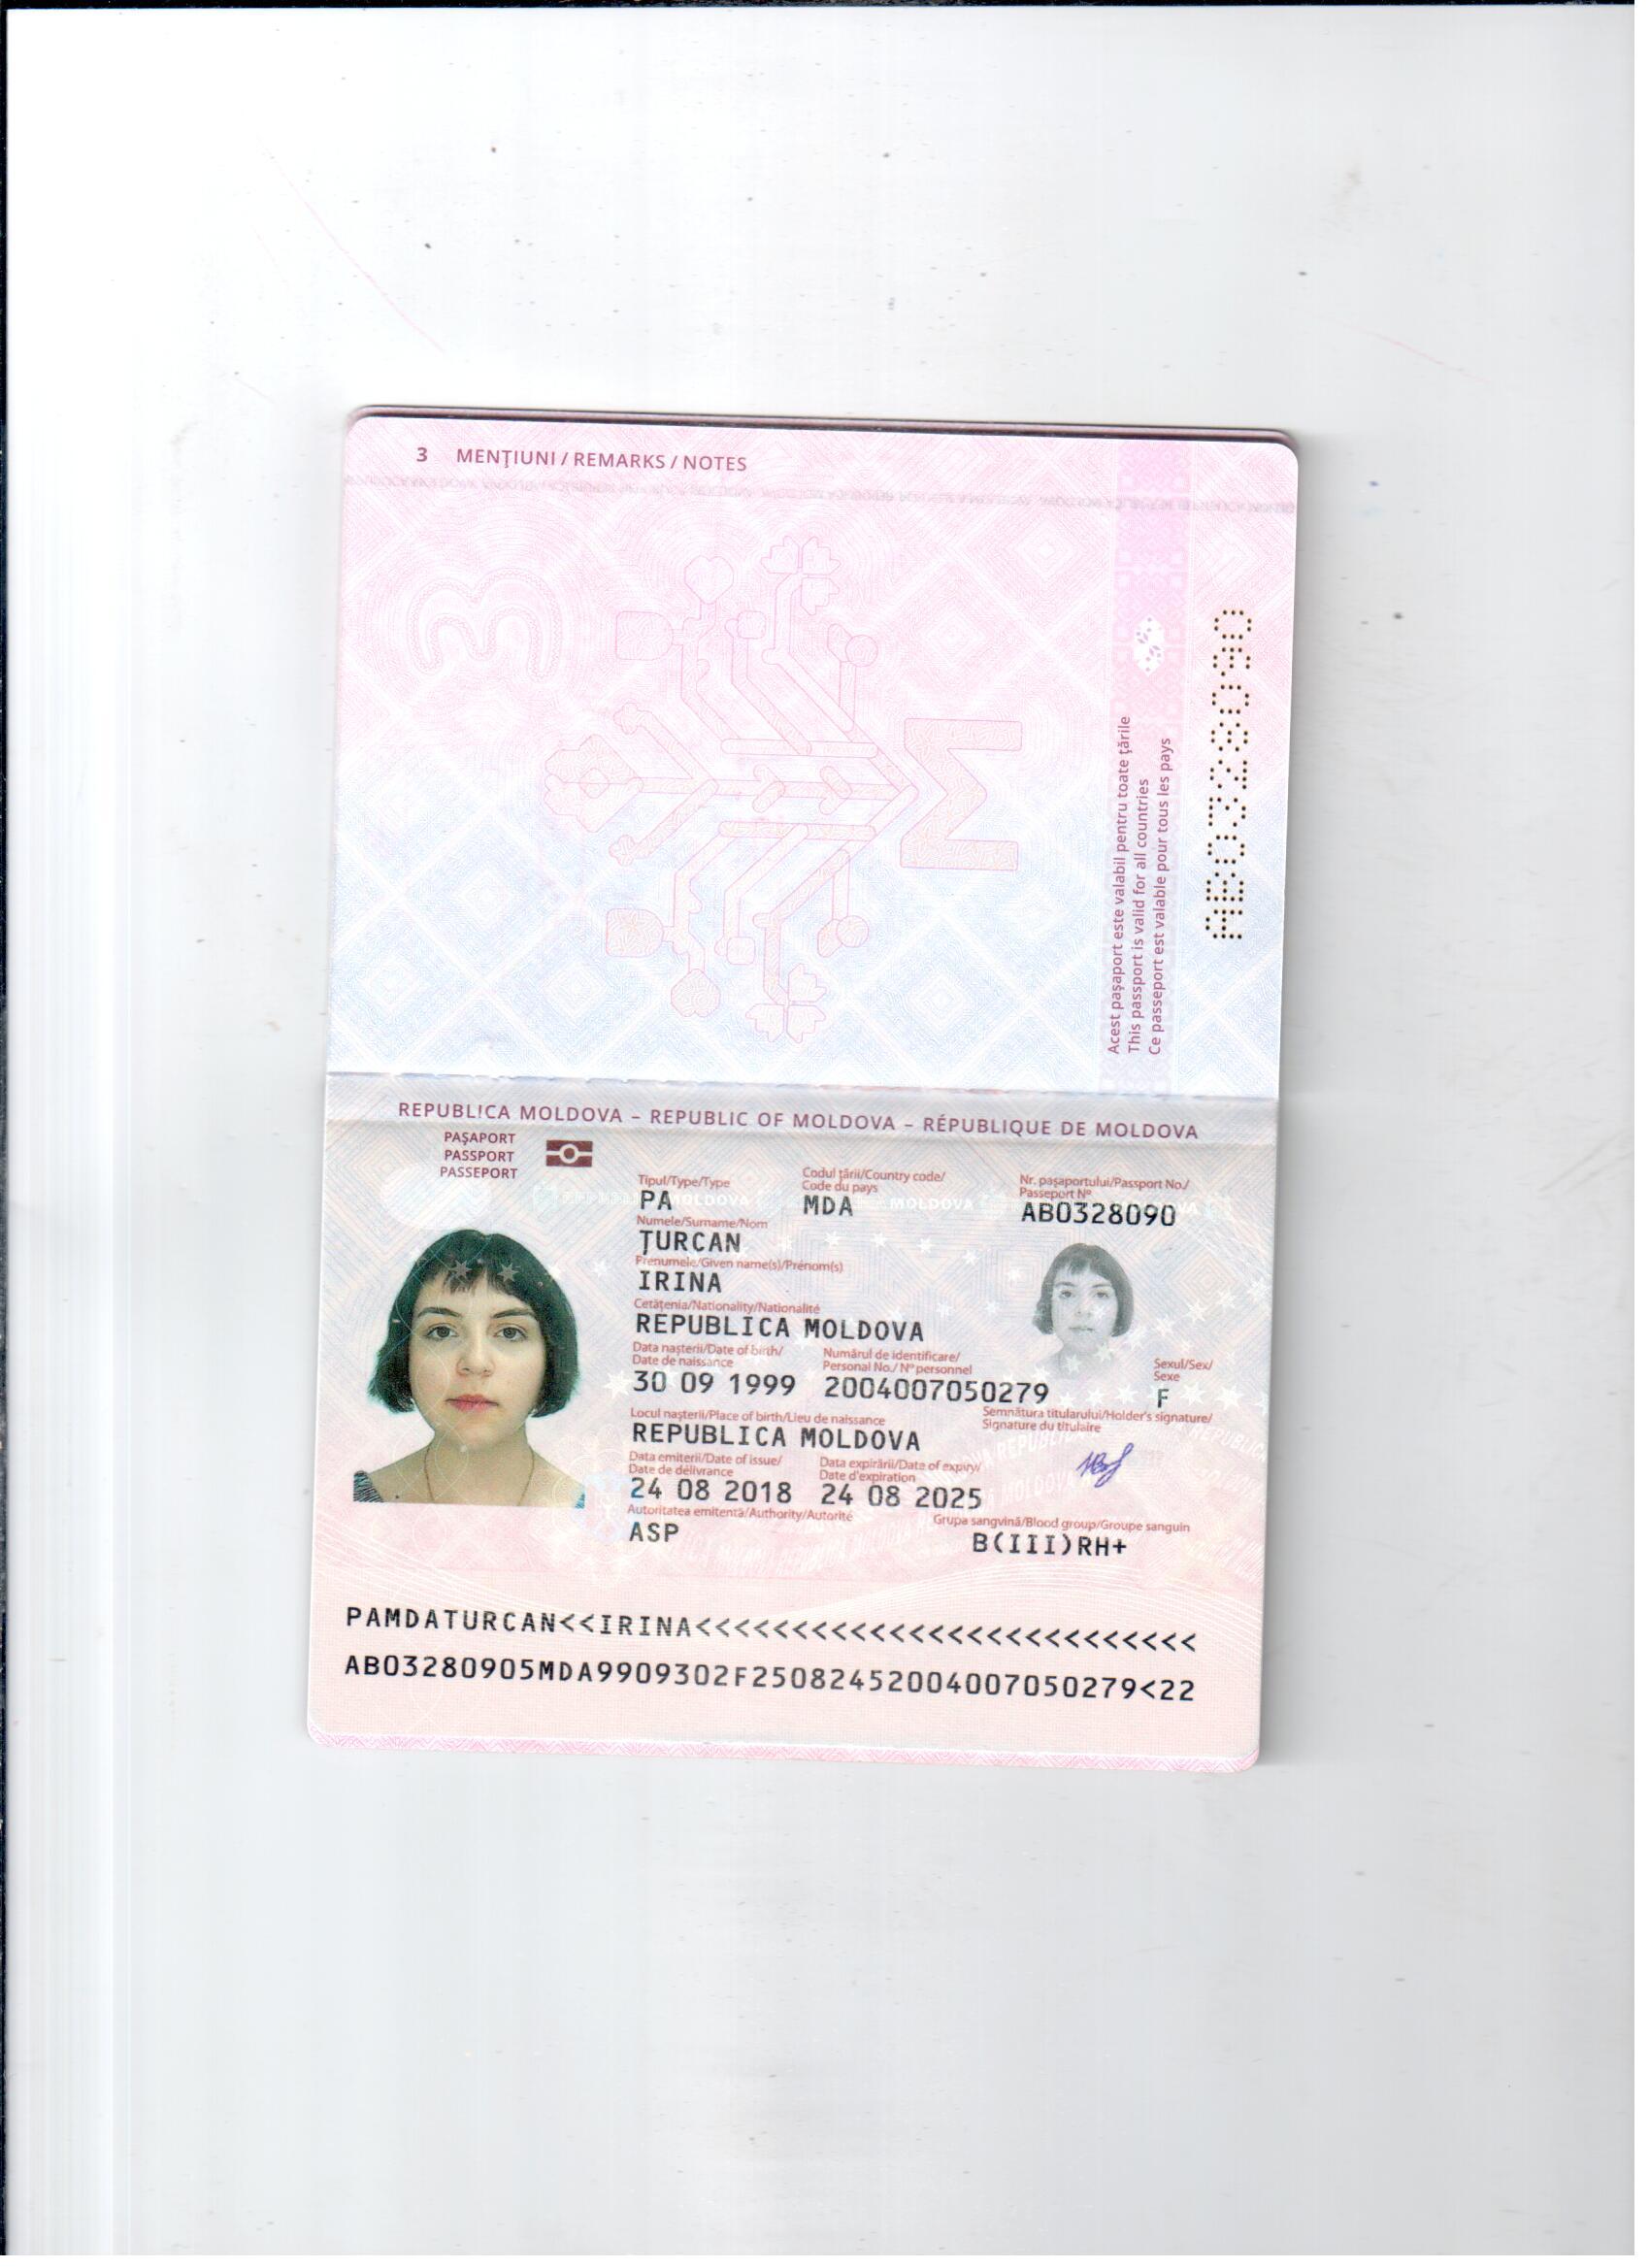 3 MENŢIUNI / REMARKS / NOTES
Acest paşaport este valabil pentru toate ţările
This passport is valid for all countries
Ce passeport est valable pour tous les pays
AB0328090
REPUBLICA MOLDOVA – REPUBLIC OF MOLDOVA – RÉPUBLIQUE DE MOLDOVA
PAŞAPORT
PASSPORT
PASSEPORT
Tipul/Type/Type
PA
Codul ţării/Country code/
Code du pays
MDA
Nr. paşaportului/Passport No./
Passeport Nº
AB0328090
Numele/Surname/Nom
ŢURCAN
Prenumele/Given name(s)/Prénom(s)
IRINA
Cetăţenia/Nationality/Nationalité
REPUBLICA MOLDOVA
Data naşterii/Date of birth/
Date de naissance
30 09 1999
Numărul de identificare/
Personal No./ Nº personnel
2004007050279
Sexul/Sex/
Sexe
F
Locul naşterii/Place of birth/Lieu de naissance
REPUBLICA MOLDOVA
Semnătura titularului/Holder's signature/
Signature du titulaire
Data emiterii/Date of issue/
Date de délivrance
24 08 2018
Data expirării/Date of expiry/
Date d'expiration
24 08 2025
Autoritatea emitentă/Authority/Autorité
ASP
Grupa sangvină/Blood group/Groupe sanguin
B(III)RH+
PAMDATURCAN<<IRINA<<<<<<<<<<<<<<<<<<<<<<<<<<
AB03280905MDA9909302F25082452004007050279<22